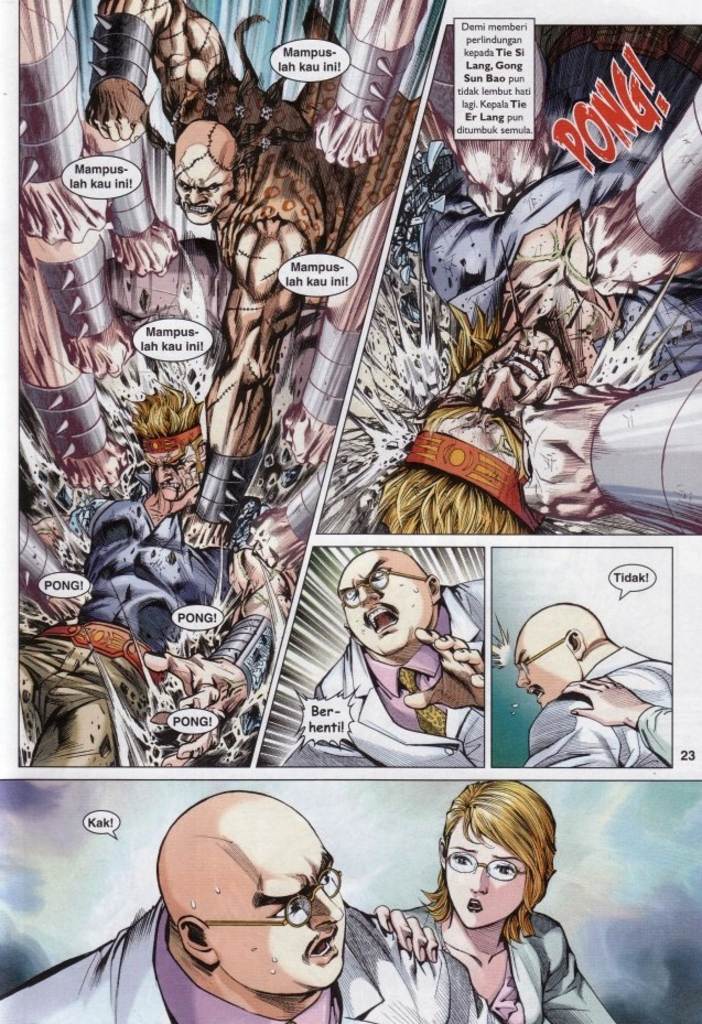 Mampus-
lah kau ini!
Mampus-
lah kau ini!
Mampus-
lah kau ini!
Mampus-
lah kau ini!
PONG!
PONG!
PONG!
Demi memberi
perlindungan
kepada Tie Si
Lang, Gong
Sun Bao pun
tidak lembut hati
lagi. Kepala Tie
Er Lang pun
ditumbuk semula.
PONG!
Ber-
henti!
Tidak!
23
Kak!